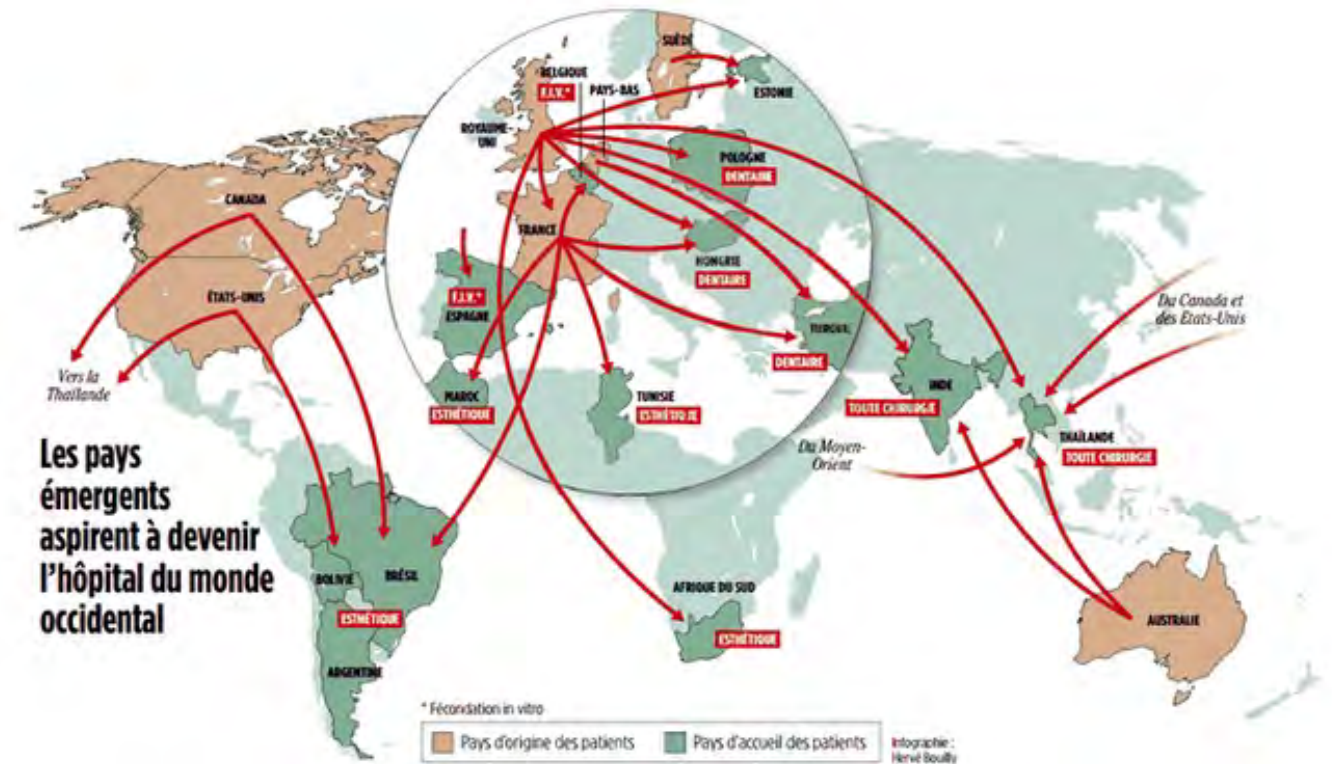 SUÈDE
BELGIQUE
F.I.V.*
PAYS-BAS
ESTONIE
ROYAUME-
UNI
POLOGNE
DENTAIRE
CANADA
FRANCE
HONGRIE
DENTAIRE
ÉTATS-UNIS
F.I.V.*
ESPAGNE
TURQUIE
DENTAIRE
Du Canada et
des Etats-Unis
Vers la
Thaïlande
MAROC
ESTHÉTIQUE
TUNISIE
ESTHÉTIQUE
INDE
TOUTE CHIRURGIE
Du Moyen-
Orient
THAÏLANDE
TOUTE CHIRURGIE
Les pays
émergents
aspirent à devenir
l'hôpital du monde
occidental
BOLIVIE
BRÉSIL
ESTHÉTIQUE
ARGENTINE
AFRIQUE DU SUD
ESTHÉTIQUE
AUSTRALIE
* Fécondation in vitro
Pays d'origine des patients
Pays d'accueil des patients
Infographie :
Hervé Bouilly